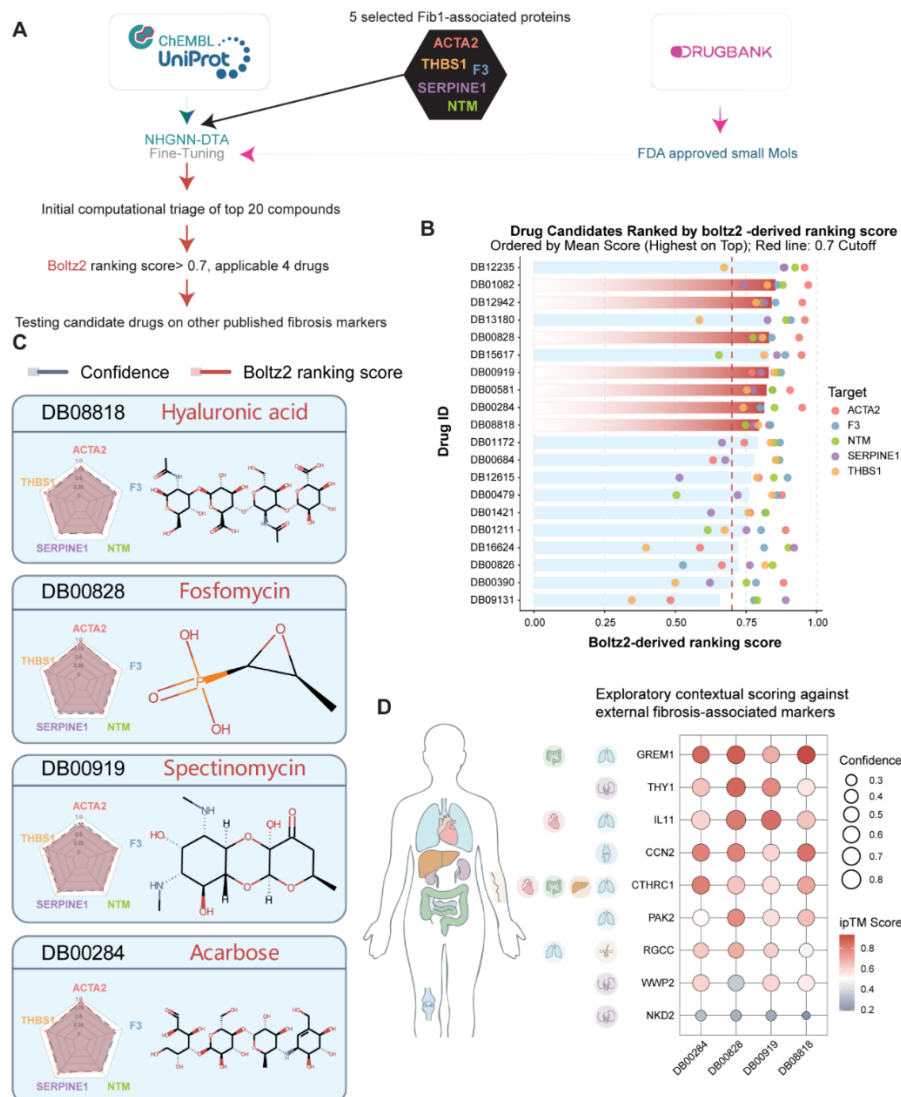 A
ChEMBL
UniProt
5 selected Fib1-associated proteins
ACTA2
THBS1
F3
SERPINE1
NTM
DRUGBANK
NHGNN-DTA
Fine-Tuning
FDA approved small Mols
Initial computational triage of top 20 compounds
Boltz2 ranking score> 0.7, applicable 4 drugs
Testing candidate drugs on other published fibrosis markers
B
Drug Candidates Ranked by boltz2 -derived ranking score
Ordered by Mean Score (Highest on Top); Red line: 0.7 Cutoff
Drug ID
DB12235
DB01082
DB12942
DB13180
DB00828
DB15617
DB00919
DB00581
DB00284
DB08818
DB01172
DB00684
DB12615
DB00479
DB01421
DB01211
DB16624
DB00826
DB00390
DB09131
0.00
0.25
0.50
0.75
1.00
Boltz2-derived ranking score
Target
ACTA2
F3
NTM
SERPINE1
THBS1
C
Confidence
Boltz2 ranking score
DB08818
Hyaluronic acid
ACTA2
THBS1
F3
SERPINE1
NTM
DB00828
Fosfomycin
ACTA2
THBS1
F3
SERPINE1
NTM
OH
O
O
P
OH
DB00919
Spectinomycin
ACTA2
THBS1
F3
SERPINE1
NTM
DB00284
Acarbose
ACTA2
THBS1
F3
SERPINE1
NTM
D
Exploratory contextual scoring against
external fibrosis-associated markers
GREM1
THY1
IL11
CCN2
CTHRC1
PAK2
RGCC
WWP2
NKD2
DB00284
DB00828
DB00919
DB08818
Confidence
0.3
0.4
0.5
0.6
0.7
0.8
ipTM Score
0.8
0.6
0.4
0.2